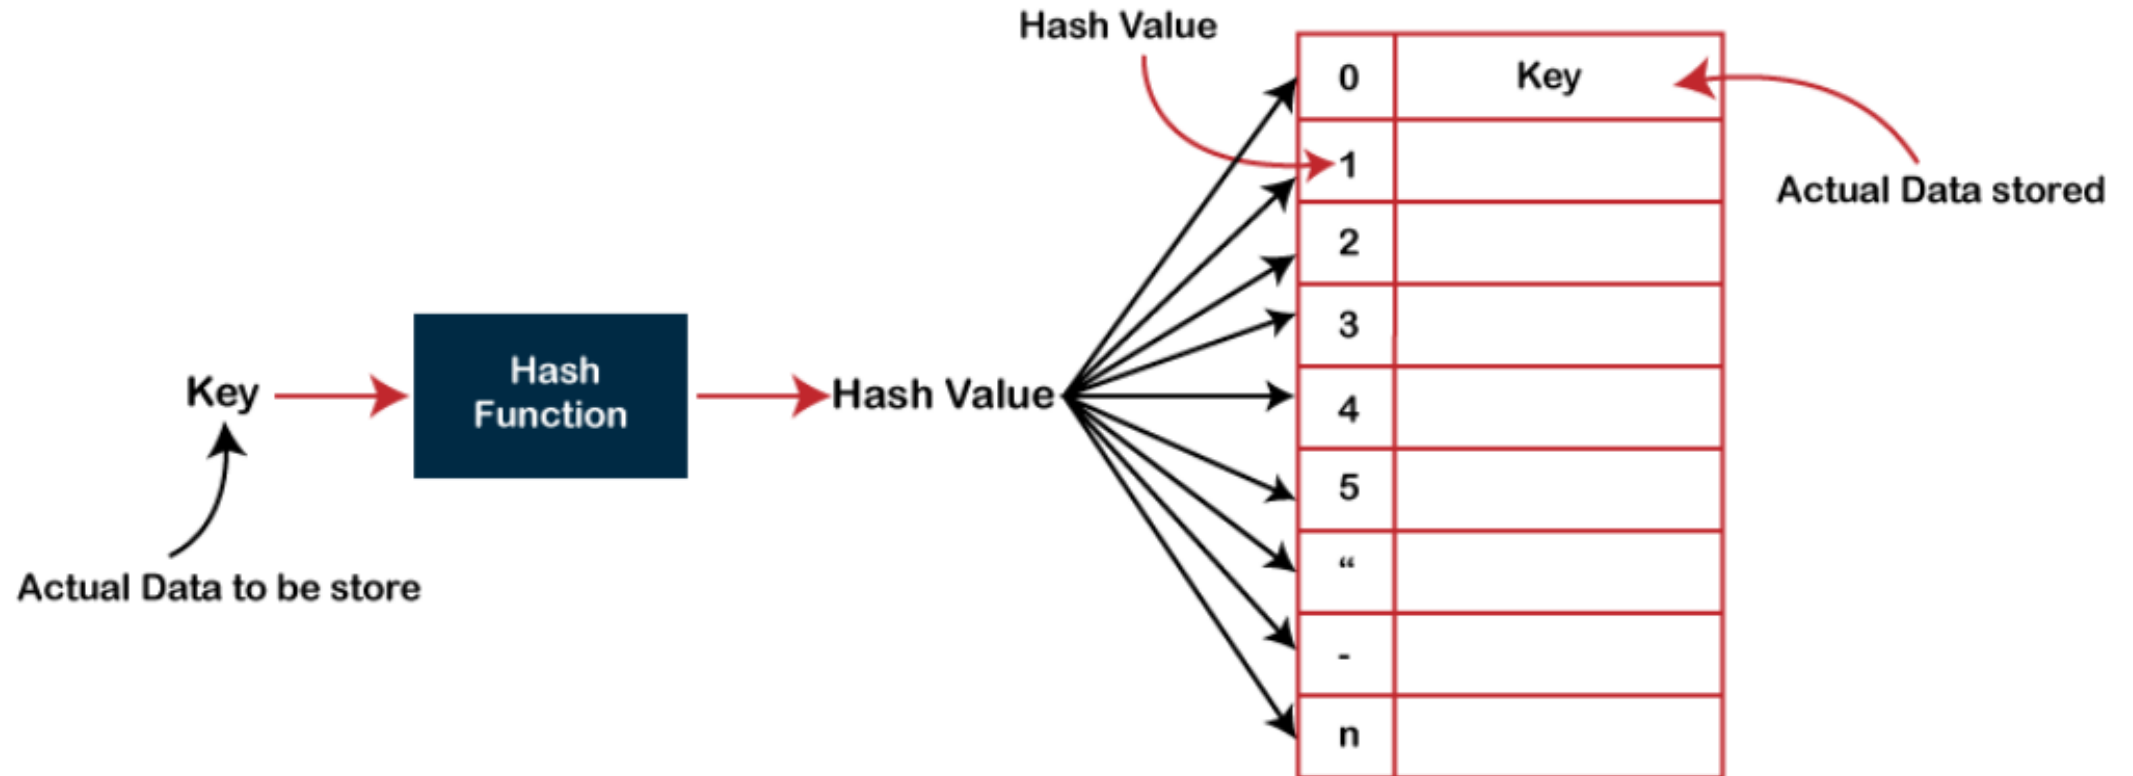 Hash Value
0 Key
1
Actual Data stored
2
3
Key
Hash
Function
Hash Value
4
5
“
Actual Data to be store
-
n